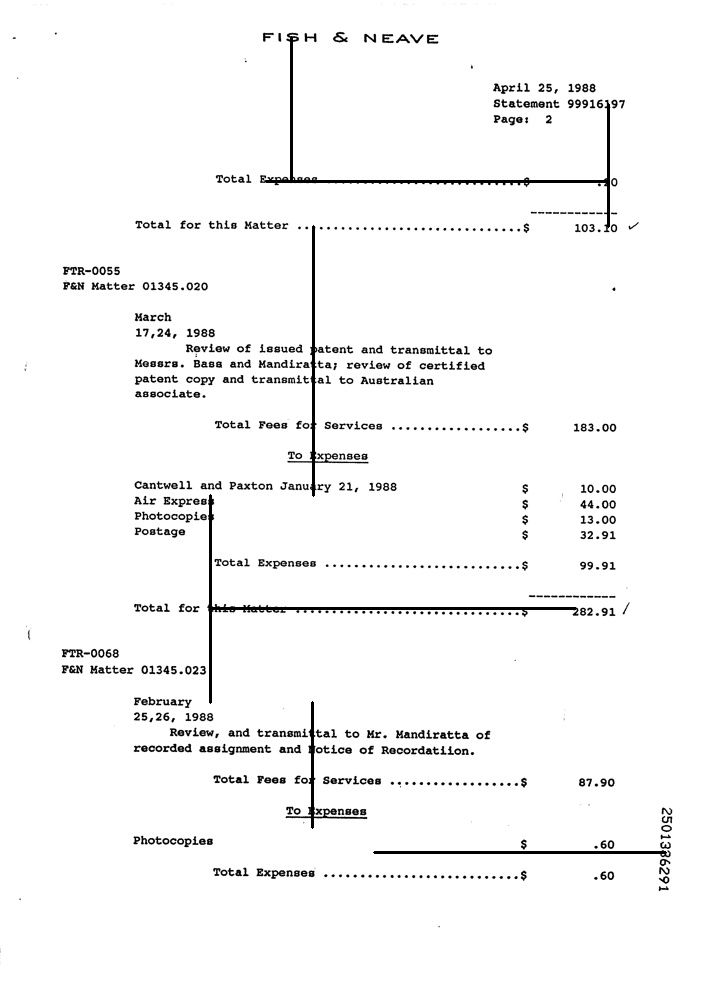 FISH & NEAVE
April 25, 1988
Statement 99916197
Page: 2
Total Expenses ........................$ .10
------------
Total for this Matter ..............................$ 103.10
FTR-0055
F&N Matter 01345.020
March
17,24, 1988
Review of issued patent and transmittal to
Messrs. Bass and Mandiratta; review of certified
patent copy and transmittal to Australian
associate.
Total Fees for Services ..................$ 183.00
To Expenses
Cantwell and Paxton January 21, 1988 $ 10.00
Air Express $ 44.00
Photocopies $ 13.00
Postage $ 32.91
Total Expenses ..........................$ 99.91
------------
Total for this Matter ..............................$ 282.91
FTR-0068
F&N Matter 01345.023
February
25,26, 1988
Review, and transmittal to Mr. Mandiratta of
recorded assignment and Notice of Recordatiion.
Total Fees for Services ..................$ 87.90
To Expenses
Photocopies $ .60
Total Expenses ..........................$ .60